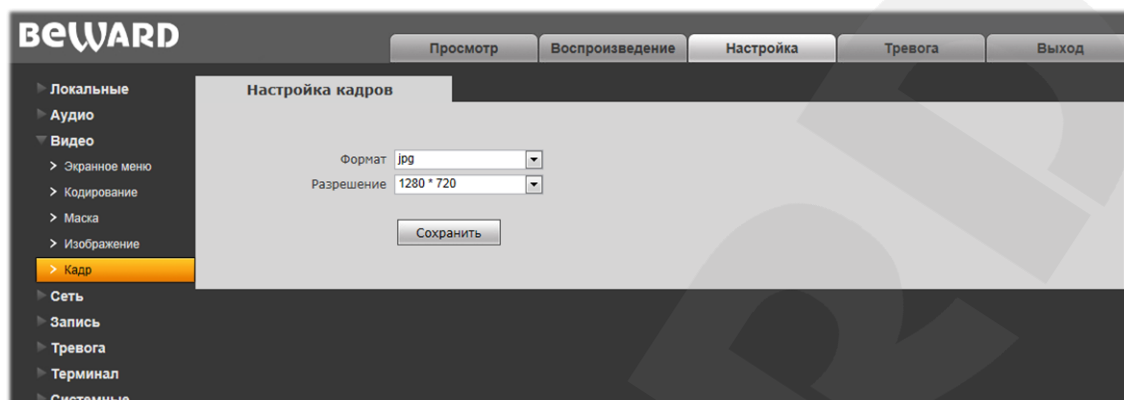 BEWARD
Просмотр Воспроизведение Настройка Тревога Выход
Локальные
Аудио
Видео
> Экранное меню
> Кодирование
> Маска
> Изображение
> Кадр
Сеть
Запись
Тревога
Терминал
Системные
Настройка кадров
Формат jpg
Разрешение 1280 * 720
Сохранить